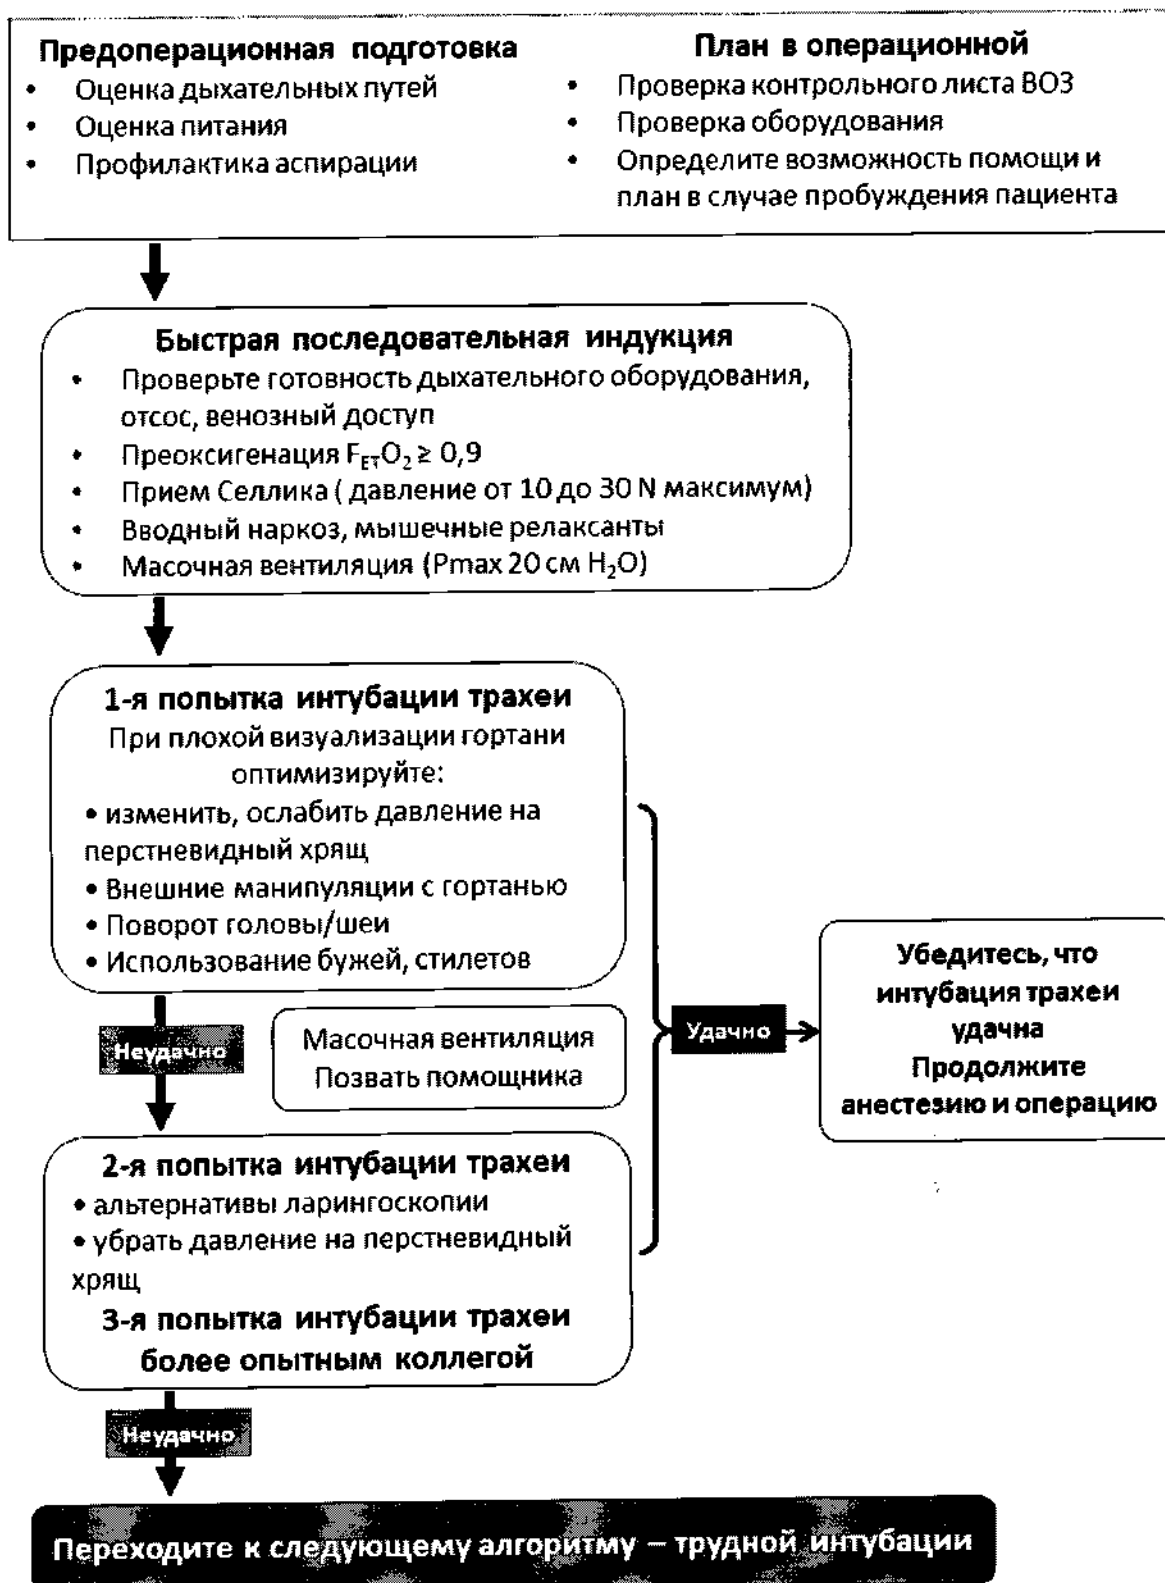 Предоперационная подготовка
• Оценка дыхательных путей
• Оценка питания
• Профилактика аспирации
План в операционной
• Проверка контрольного листа ВОЗ
• Проверка оборудования
• Определите возможность помощи и
план в случае пробуждения пациента
Быстрая последовательная индукция
• Проверьте готовность дыхательного оборудования,
отсос, венозный доступ
• Преоксигенация FETO2 ≥ 0,9
• Прием Селлика ( давление от 10 до 30 N максимум)
• Вводный наркоз, мышечные релаксанты
• Масочная вентиляция (Pmax 20 см H2O)
1-я попытка интубации трахеи
При плохой визуализации гортани
оптимизируйте:
• изменить, ослабить давление на
перстневидный хрящ
• Внешние манипуляции с гортанью
• Поворот головы/шеи
• Использование бужей, стилетов
Неудачно
Масочная вентиляция
Позвать помощника
Удачно
Убедитесь, что
интубация трахеи
удачна
Продолжите
анестезию и операцию
2-я попытка интубации трахеи
• альтернативы ларингоскопии
• убрать давление на перстневидный
хрящ
3-я попытка интубации трахеи
более опытным коллегой
Неудачно
Переходите к следующему алгоритму – трудной интубации